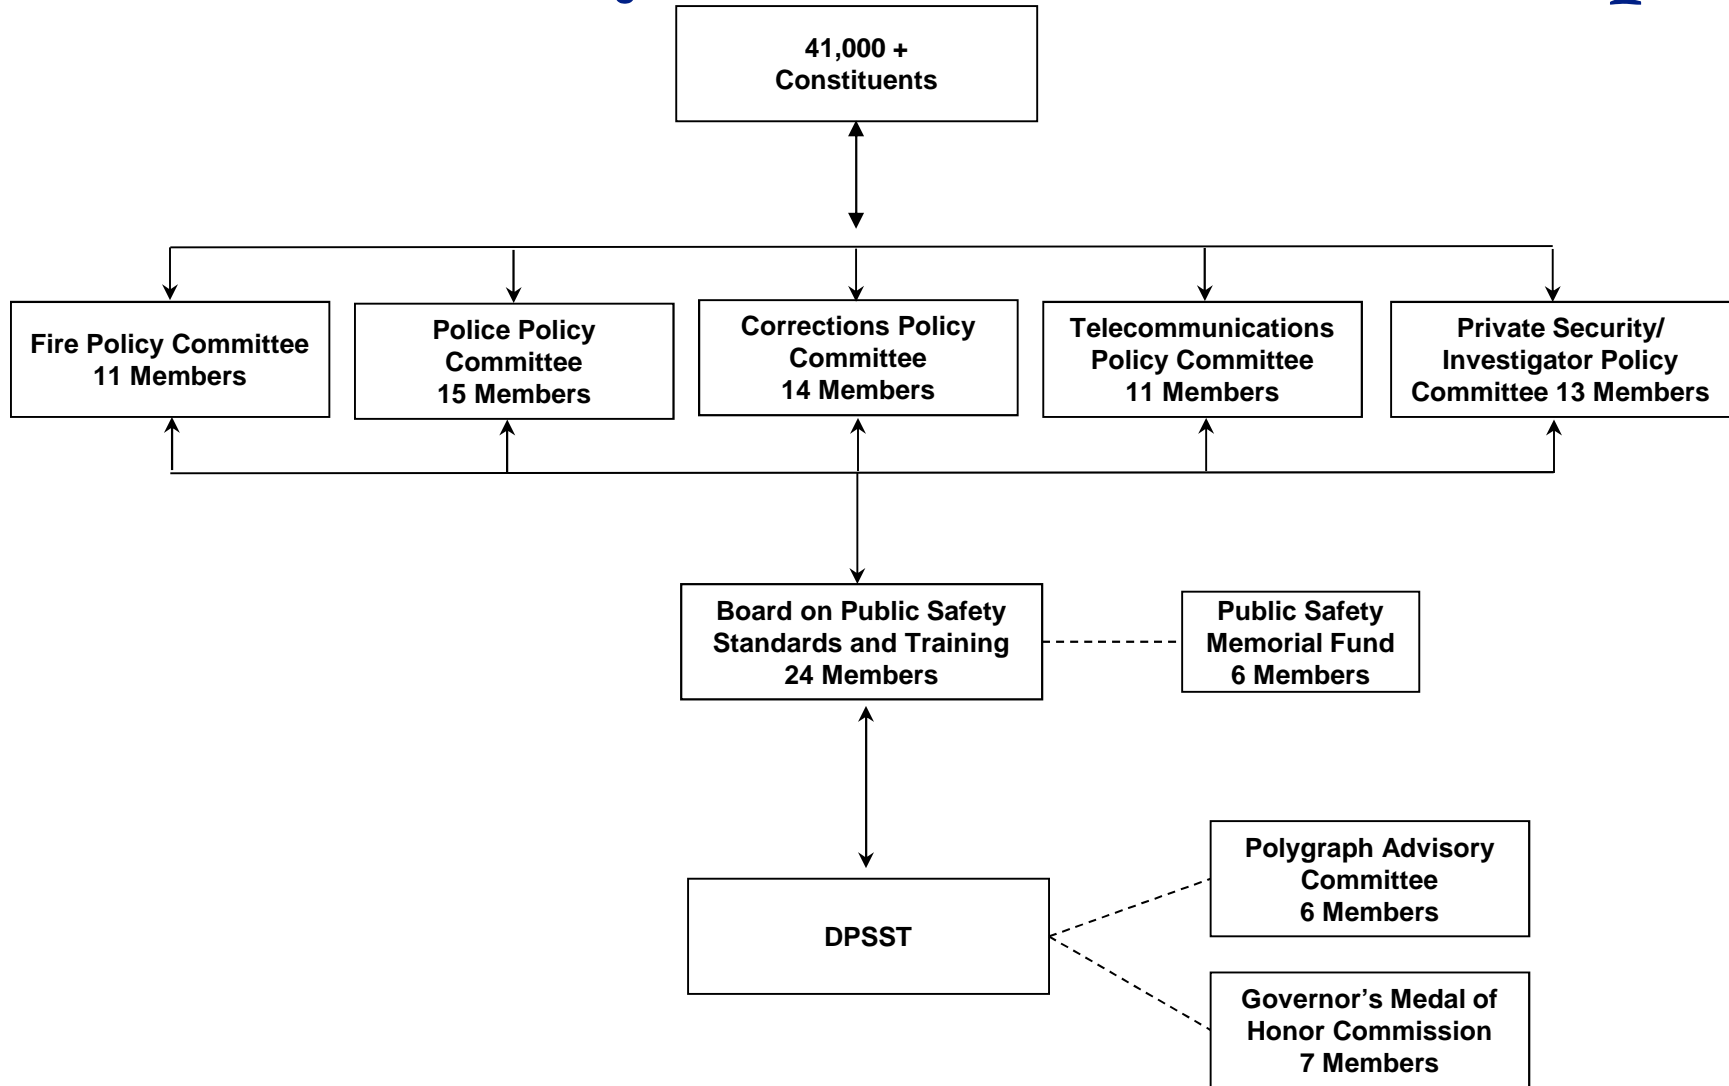 41,000 +
Constituents
Fire Policy Committee
11 Members
Police Policy
Committee
15 Members
Corrections Policy
Committee
14 Members
Telecommunications
Policy Committee
11 Members
Private Security/
Investigator Policy
Committee 13 Members
Board on Public Safety
Standards and Training
24 Members
Public Safety
Memorial Fund
6 Members
Polygraph Advisory
Committee
6 Members
DPSST
Governor’s Medal of
Honor Commission
7 Members